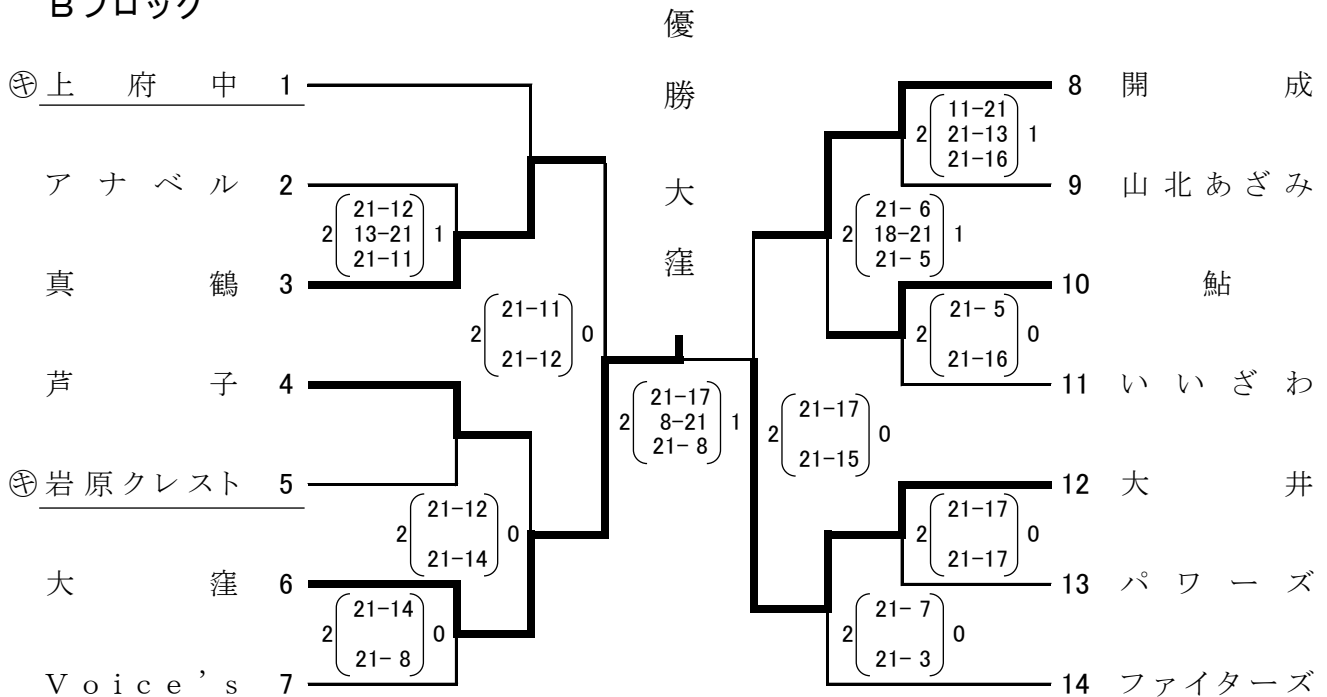 Bブロック
優勝 大窪
㋖上府中 1
アナベル 2
2 21-12 13-21 21-11 1
真鶴 3
2 21-11 21-12 0
芦子 4
㋖岩原クレスト 5
2 21-12 21-14 0
大窪 6
2 21-14 21-8 0
Voice's 7
2 21-17 8-21 21-8 1
8 開成
2 11-21 21-13 21-16 1
9 山北あざみ
2 21-6 18-21 21-5 1
10 鮎
2 21-5 21-16 0
11 いいざわ
2 21-17 21-15 0
12 大井
2 21-17 21-17 0
13 パワーズ
2 21-7 21-3 0
14 ファイターズ